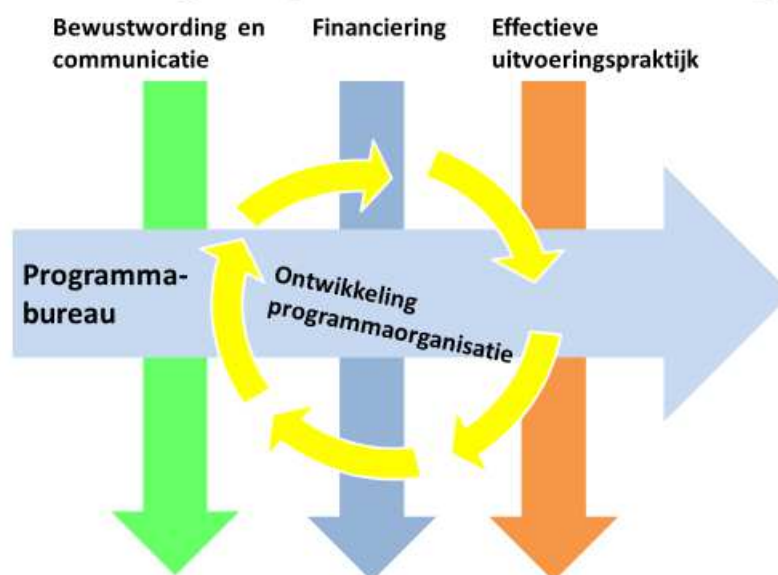 Bewustwording en
communicatie
Financiering
Effectieve
uitvoeringspraktijk
Programma-
bureau
Ontwikkeling
programmaorganisatie